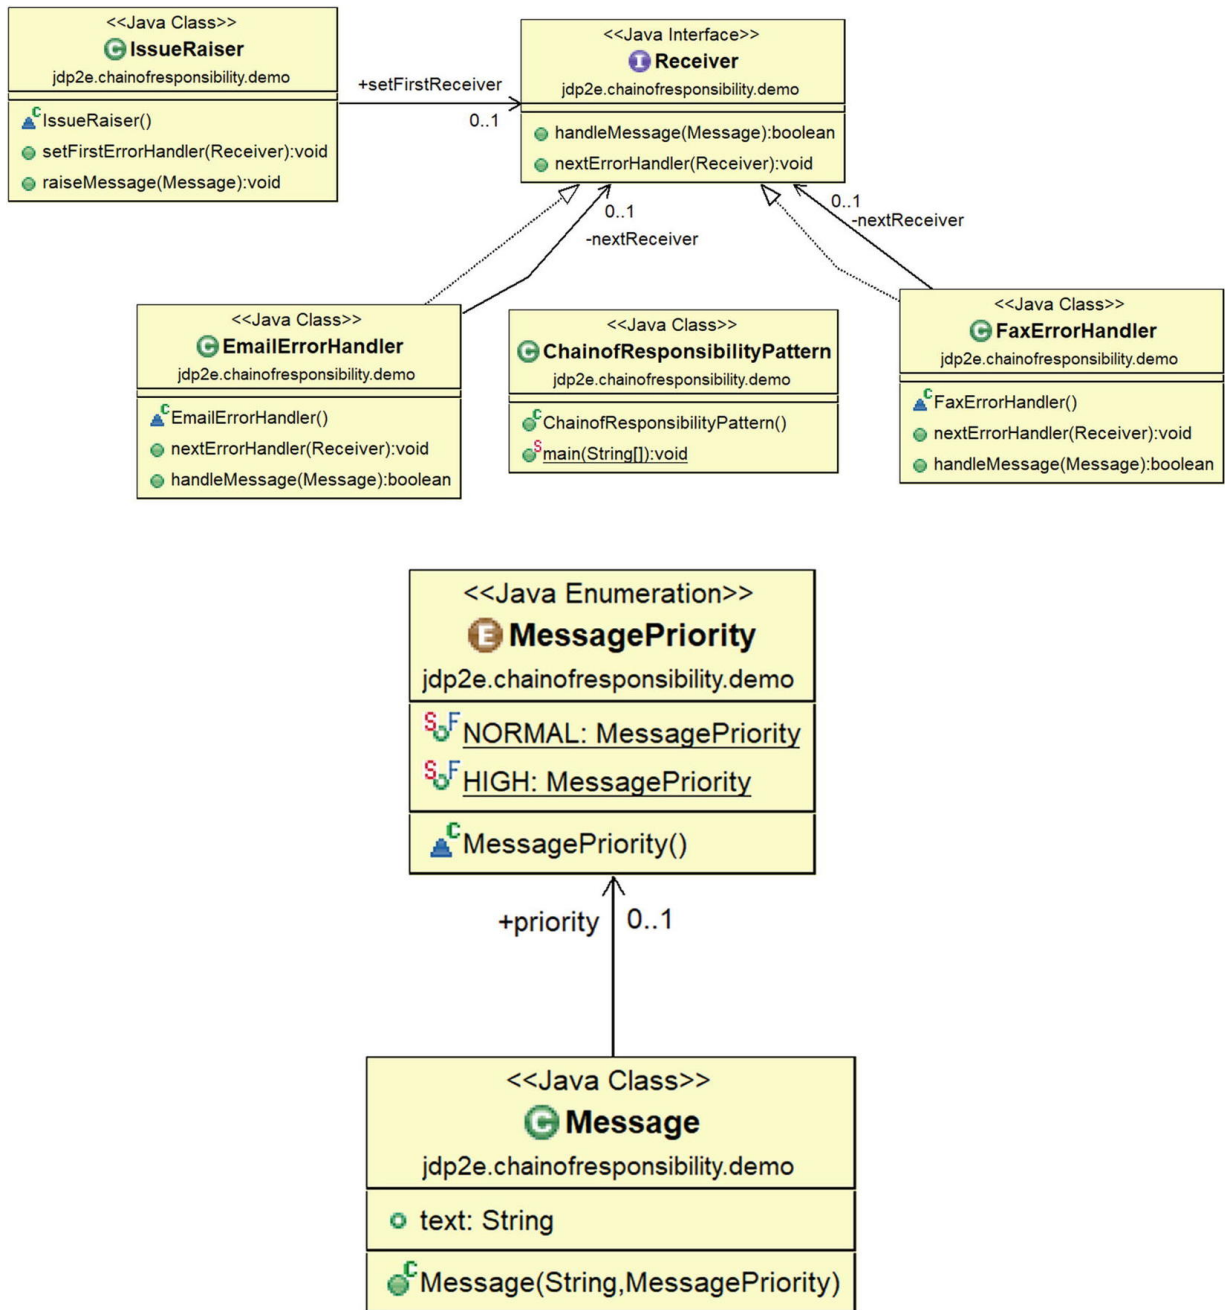 <<Java Class>>
IssueRaiser
jdp2e.chainofresponsibility.demo
IssueRaiser()
setFirstErrorHandler(Receiver):void
raiseMessage(Message):void
+setFirstReceiver
0..1
<<Java Interface>>
Receiver
jdp2e.chainofresponsibility.demo
handleMessage(Message):boolean
nextErrorHandler(Receiver):void
0..1
-nextReceiver
0..1
-nextReceiver
<<Java Class>>
EmailErrorHandler
jdp2e.chainofresponsibility.demo
EmailErrorHandler()
nextErrorHandler(Receiver):void
handleMessage(Message):boolean
<<Java Class>>
ChainofResponsibilityPattern
jdp2e.chainofresponsibility.demo
ChainofResponsibilityPattern()
main(String[]):void
<<Java Class>>
FaxErrorHandler
jdp2e.chainofresponsibility.demo
FaxErrorHandler()
nextErrorHandler(Receiver):void
handleMessage(Message):boolean
<<Java Enumeration>>
MessagePriority
jdp2e.chainofresponsibility.demo
NORMAL: MessagePriority
HIGH: MessagePriority
MessagePriority()
+priority 0..1
<<Java Class>>
Message
jdp2e.chainofresponsibility.demo
text: String
Message(String,MessagePriority)